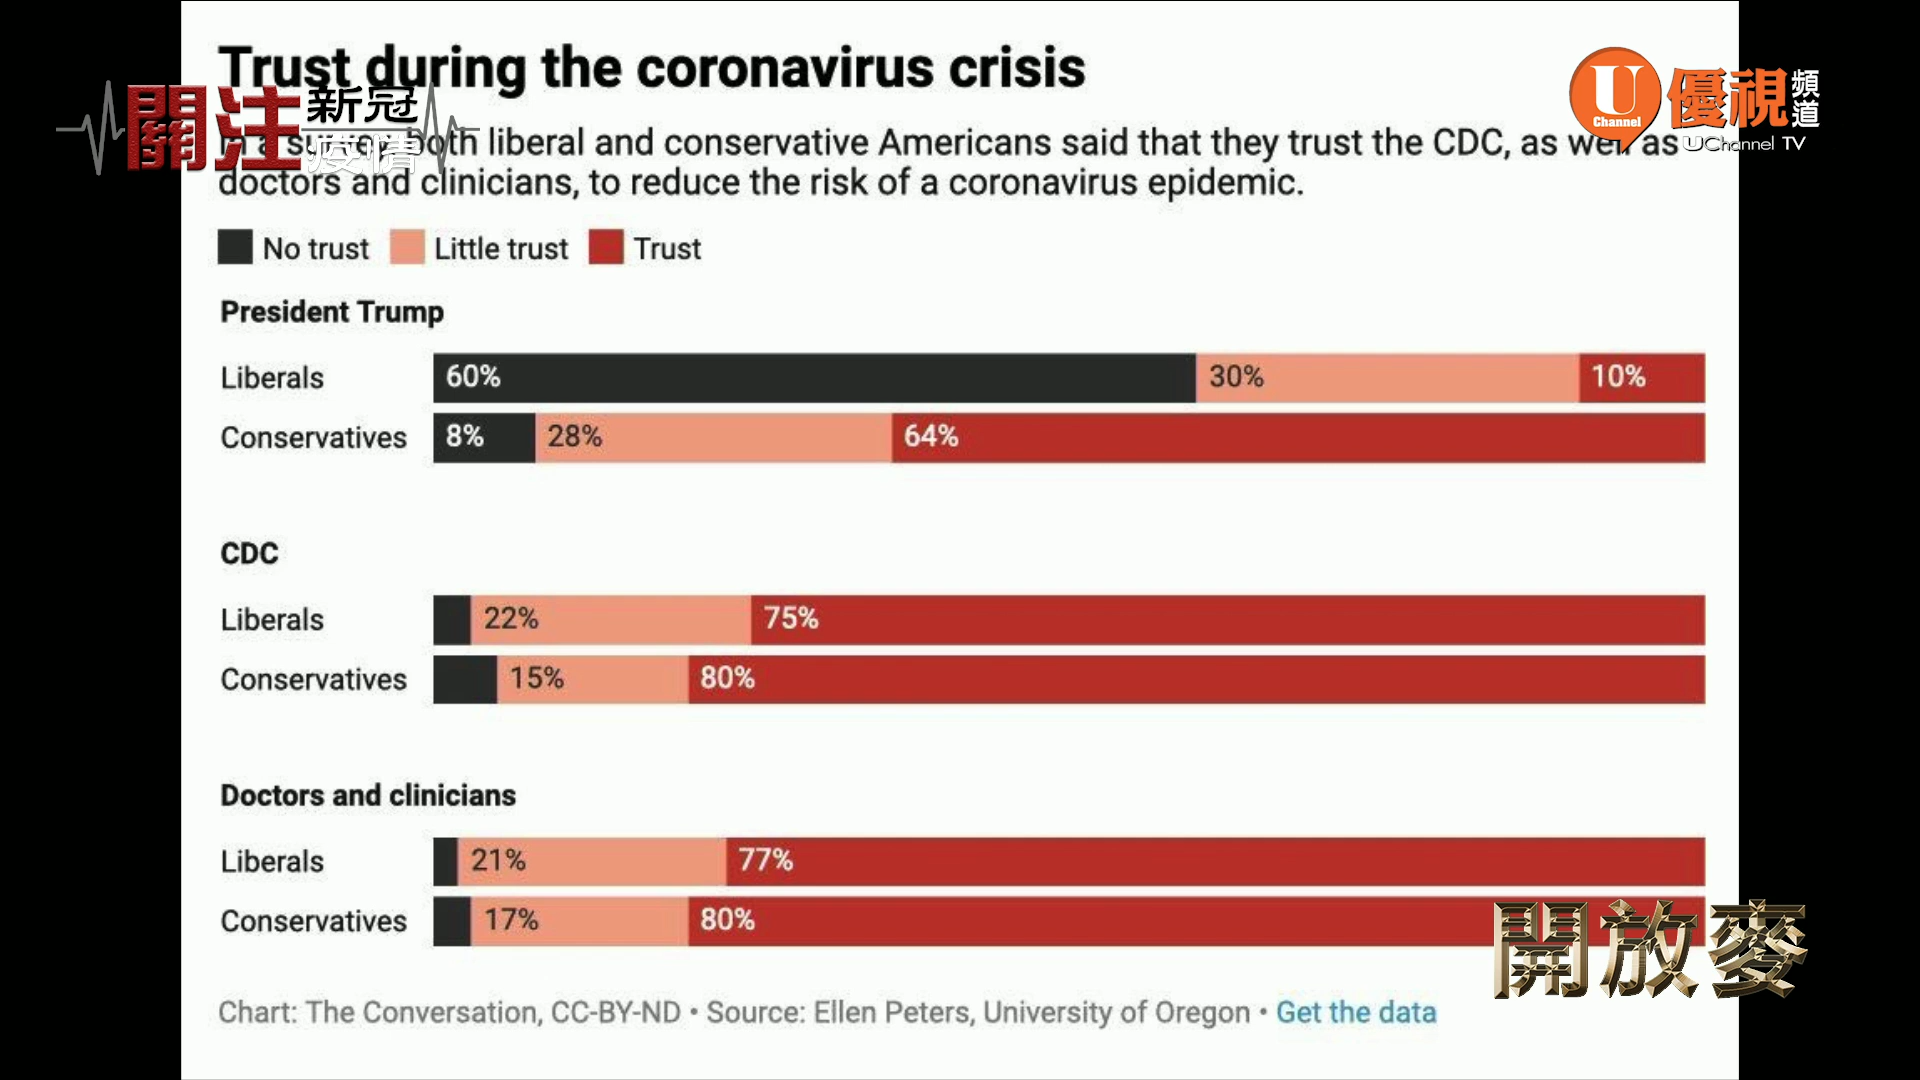 Trust during the coronavirus crisis
關注 新冠
疫情
U 優視 頻道
Channel
UChannel TV
In a survey, both liberal and conservative Americans said that they trust the CDC, as well as
doctors and clinicians, to reduce the risk of a coronavirus epidemic.
No trust Little trust Trust
President Trump
Liberals 60% 30% 10%
Conservatives 8% 28% 64%
CDC
Liberals 22% 75%
Conservatives 15% 80%
Doctors and clinicians
Liberals 21% 77%
Conservatives 17% 80%
開放麥
Chart: The Conversation, CC-BY-ND • Source: Ellen Peters, University of Oregon • Get the data